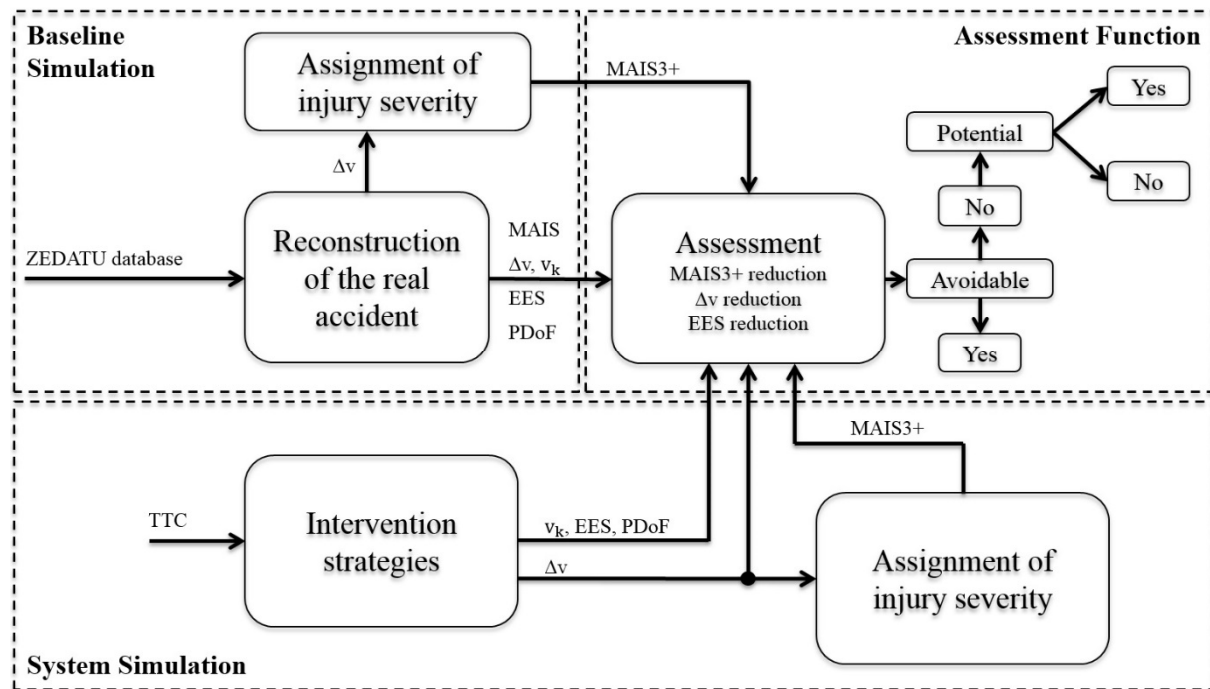 Baseline
Simulation
Assignment of
injury severity
MAIS3+
Assessment Function
Yes
Potential
No
No
Δv
ZEDATU database
Reconstruction
of the real
accident
MAIS
Δv, vₖ
EES
PDoF
Assessment
MAIS3+ reduction
Δv reduction
EES reduction
Avoidable
Yes
MAIS3+
TTC
Intervention
strategies
vₖ, EES, PDoF
Δv
Assignment of
injury severity
System Simulation